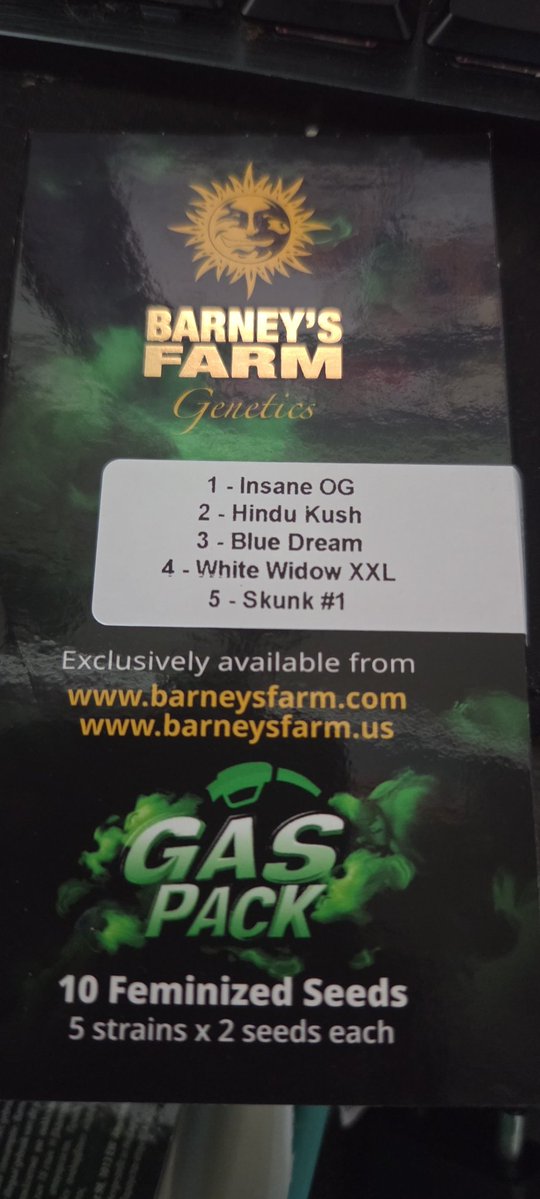 BARNEY'S
FARM
Genetics
1 - Insane OG
2 - Hindu Kush
3 - Blue Dream
4 - White Widow XXL
5 - Skunk #1
Exclusively available from
www.barneysfarm.com
www.barneysfarm.us
GAS
PACK
10 Feminized Seeds
5 strains x 2 seeds each